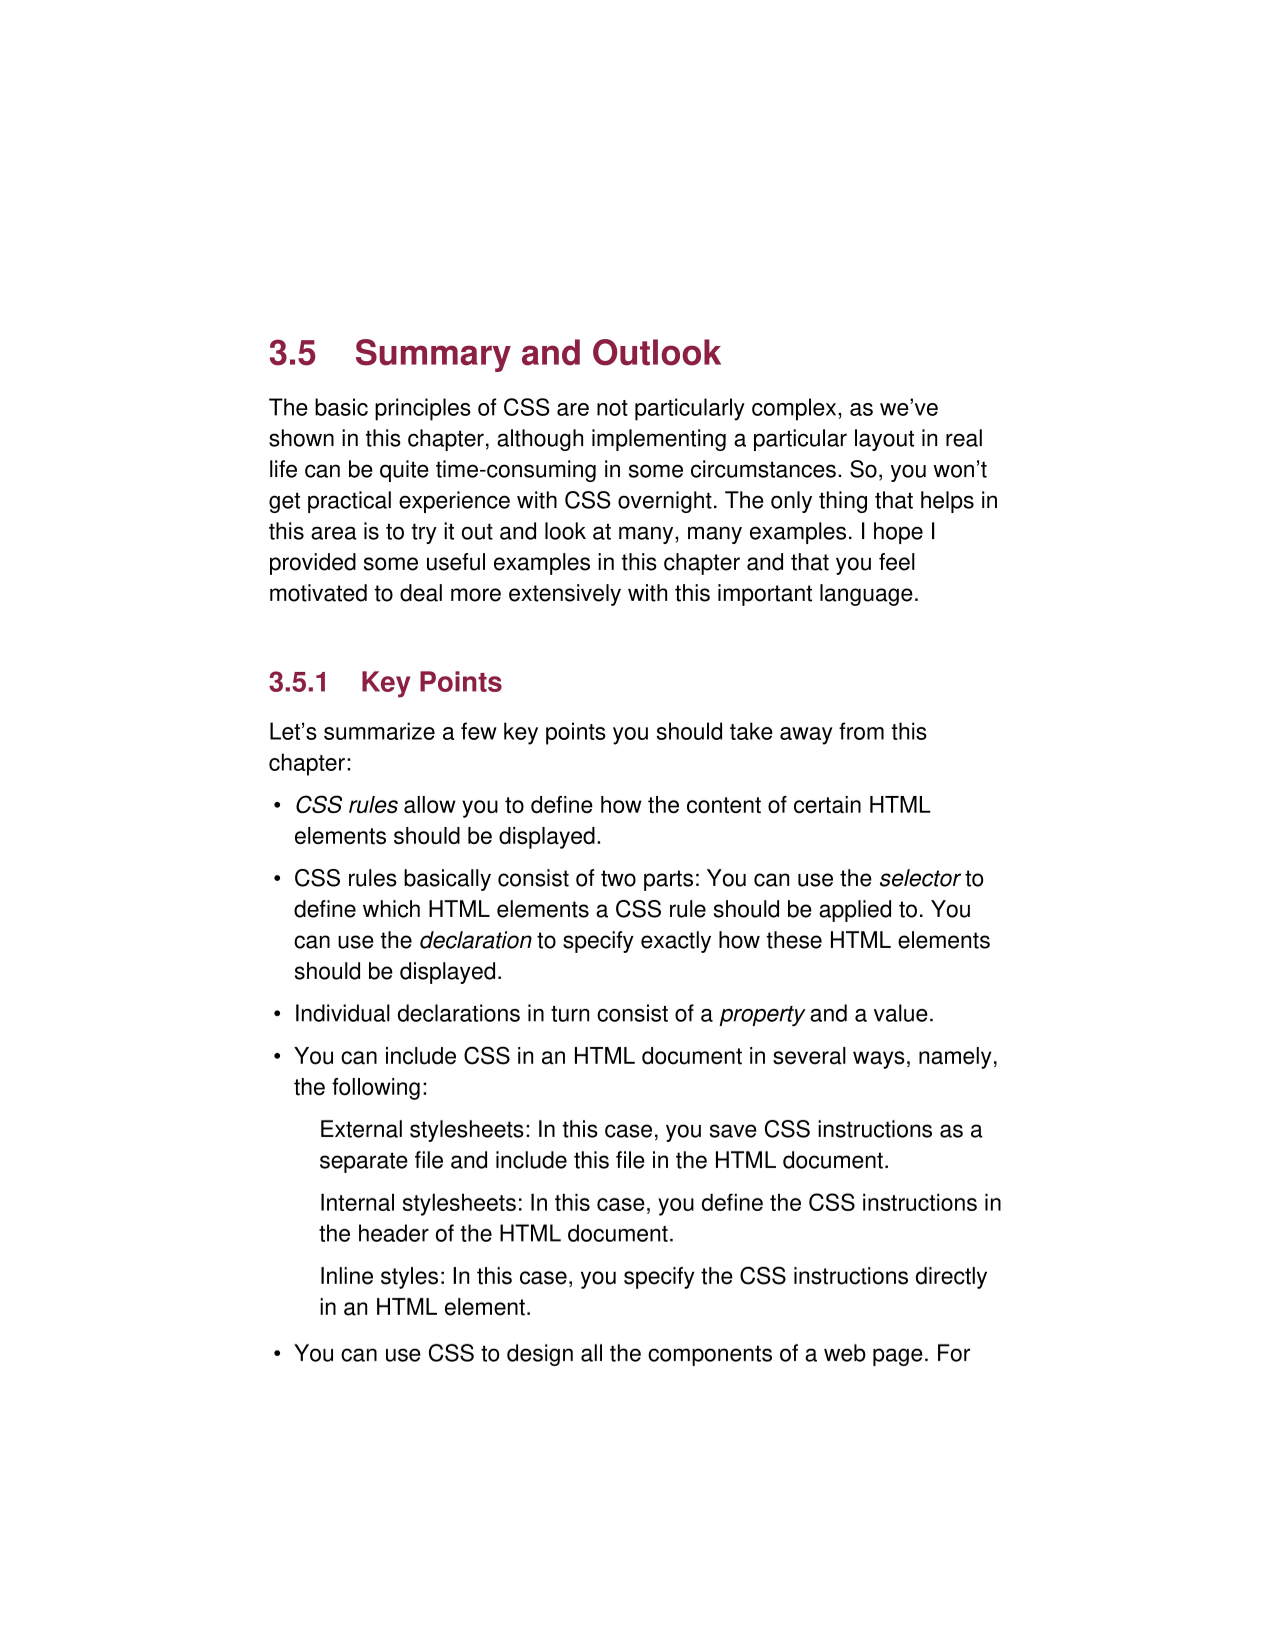 3.5 Summary and Outlook
The basic principles of CSS are not particularly complex, as we’ve
shown in this chapter, although implementing a particular layout in real
life can be quite time-consuming in some circumstances. So, you won’t
get practical experience with CSS overnight. The only thing that helps in
this area is to try it out and look at many, many examples. I hope I
provided some useful examples in this chapter and that you feel
motivated to deal more extensively with this important language.
3.5.1 Key Points
Let’s summarize a few key points you should take away from this
chapter:
• CSS rules allow you to define how the content of certain HTML
elements should be displayed.
• CSS rules basically consist of two parts: You can use the selector to
define which HTML elements a CSS rule should be applied to. You
can use the declaration to specify exactly how these HTML elements
should be displayed.
• Individual declarations in turn consist of a property and a value.
• You can include CSS in an HTML document in several ways, namely,
the following:
External stylesheets: In this case, you save CSS instructions as a
separate file and include this file in the HTML document.
Internal stylesheets: In this case, you define the CSS instructions in
the header of the HTML document.
Inline styles: In this case, you specify the CSS instructions directly
in an HTML element.
• You can use CSS to design all the components of a web page. For